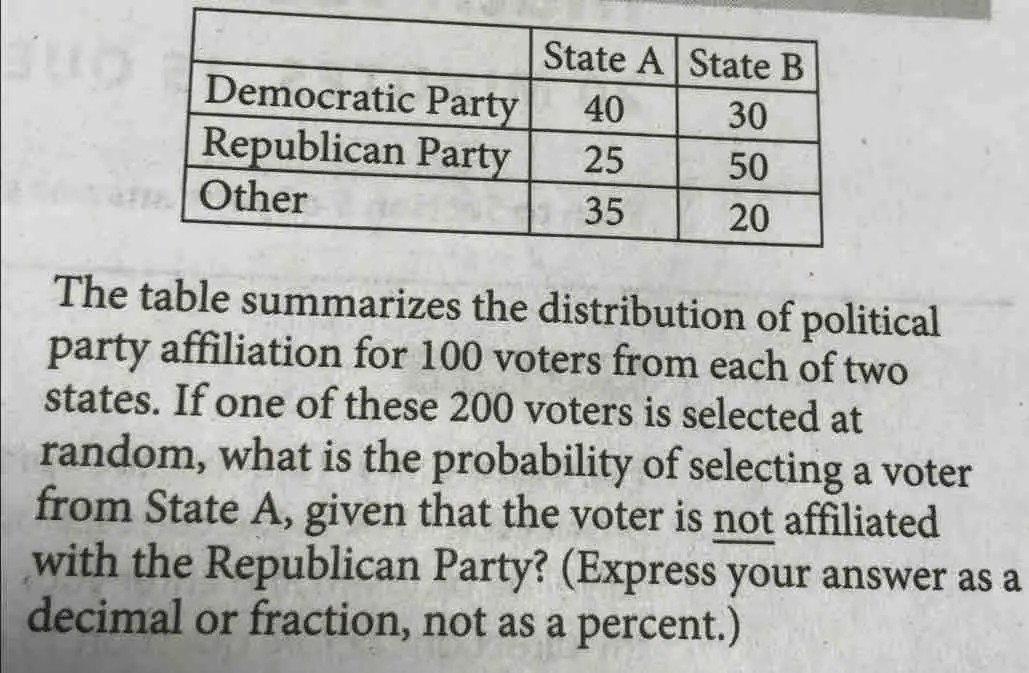 State A State B
Democratic Party 40 30
Republican Party 25 50
Other 35 20
The table summarizes the distribution of political
party affiliation for 100 voters from each of two
states. If one of these 200 voters is selected at
random, what is the probability of selecting a voter
from State A, given that the voter is not affiliated
with the Republican Party? (Express your answer as a
decimal or fraction, not as a percent.)